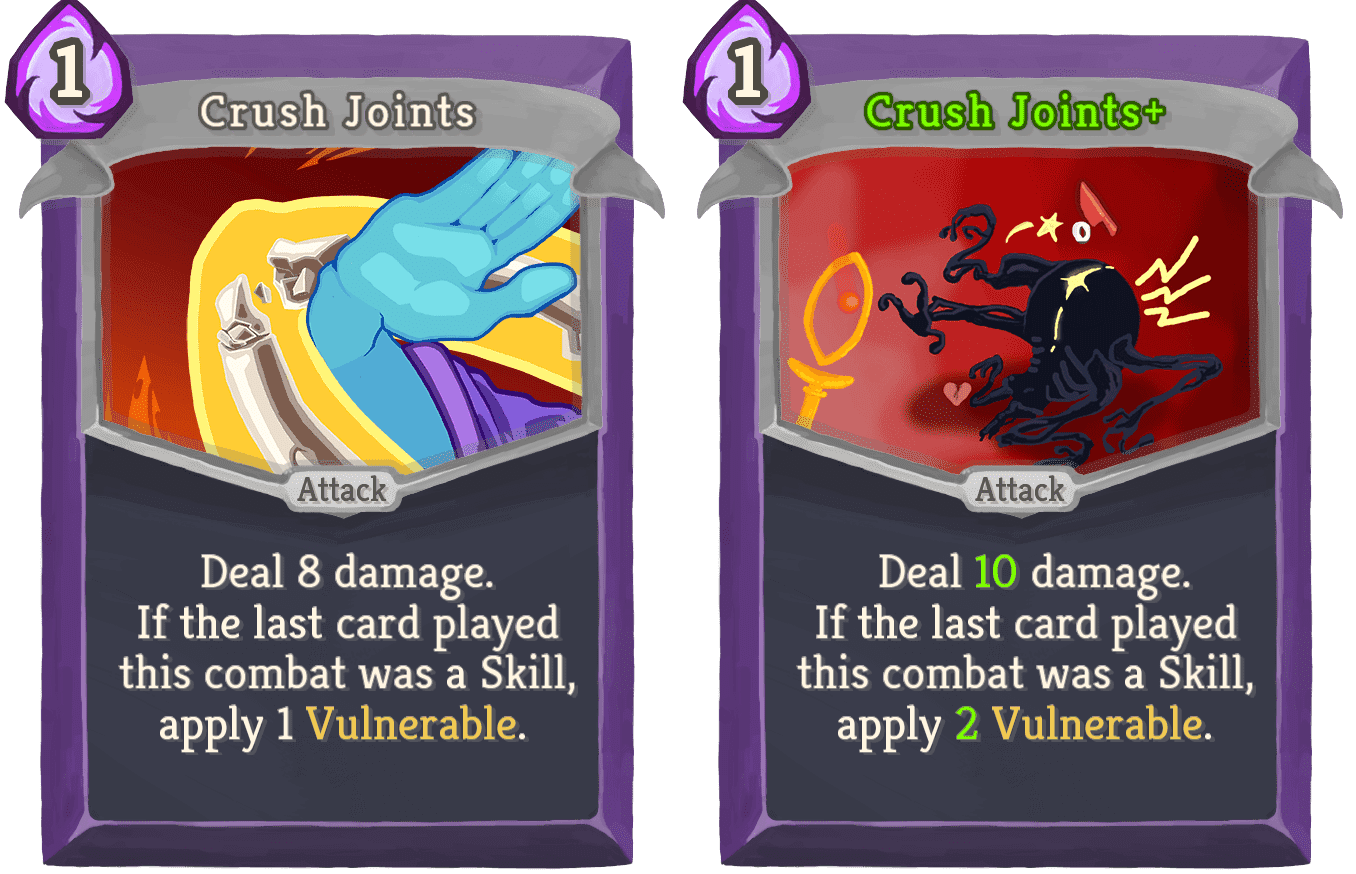 1
Crush Joints
Attack
Deal 8 damage.
If the last card played
this combat was a Skill,
apply 1 Vulnerable.
1
Crush Joints+
Attack
Deal 10 damage.
If the last card played
this combat was a Skill,
apply 2 Vulnerable.